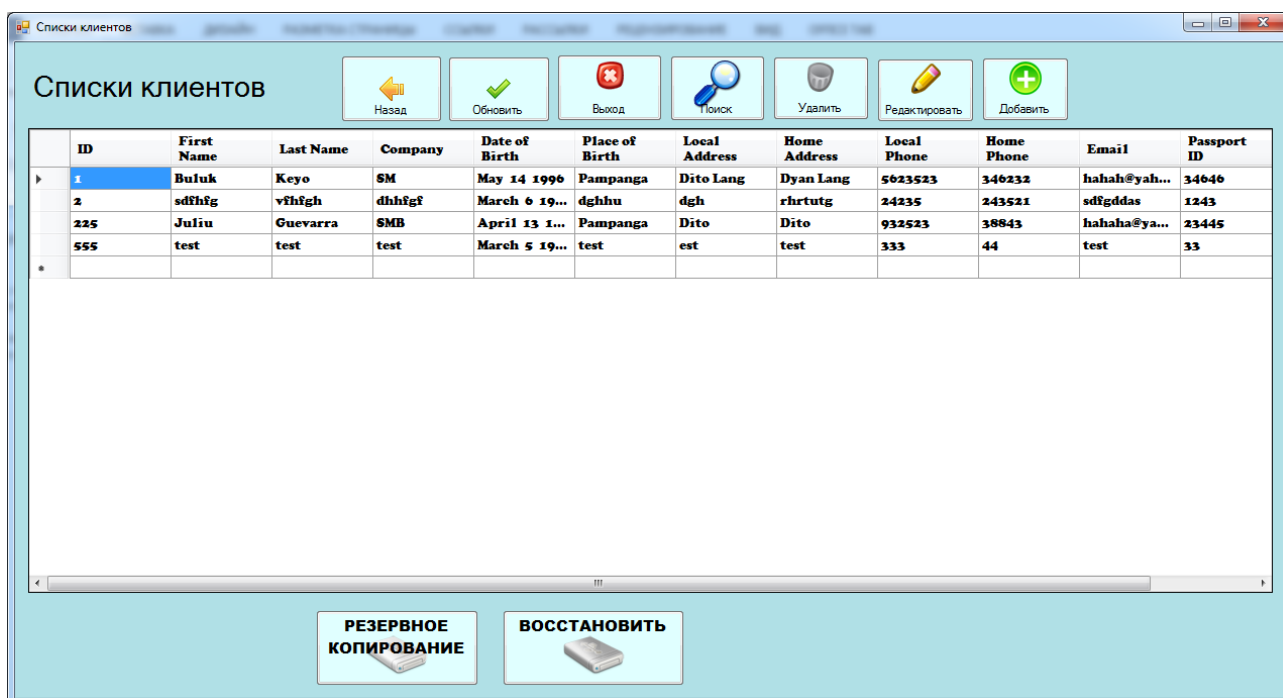 Списки клиентов
Списки клиентов
Назад Обновить Выход Поиск Удалить Редактировать Добавить
ID First Name Last Name Company Date of Birth Place of Birth Local Address Home Address Local Phone Home Phone Email Passport ID
1 Buluk Keyo SM May 14 1996 Pampanga Dito Lang Dyan Lang 5623523 346232 hahah@yah... 34646
2 sdfhfg vfhfgh dhhfgf March 6 19... dghhu dgh rhrtutg 24235 243521 sdfgddas 1243
225 Juliu Guevarra SMB April 13 1... Pampanga Dito Dito 932523 38843 hahaha@ya... 23445
555 test test test March 5 19... test est test 333 44 test 33
РЕЗЕРВНОЕ КОПИРОВАНИЕ
ВОССТАНОВИТЬ